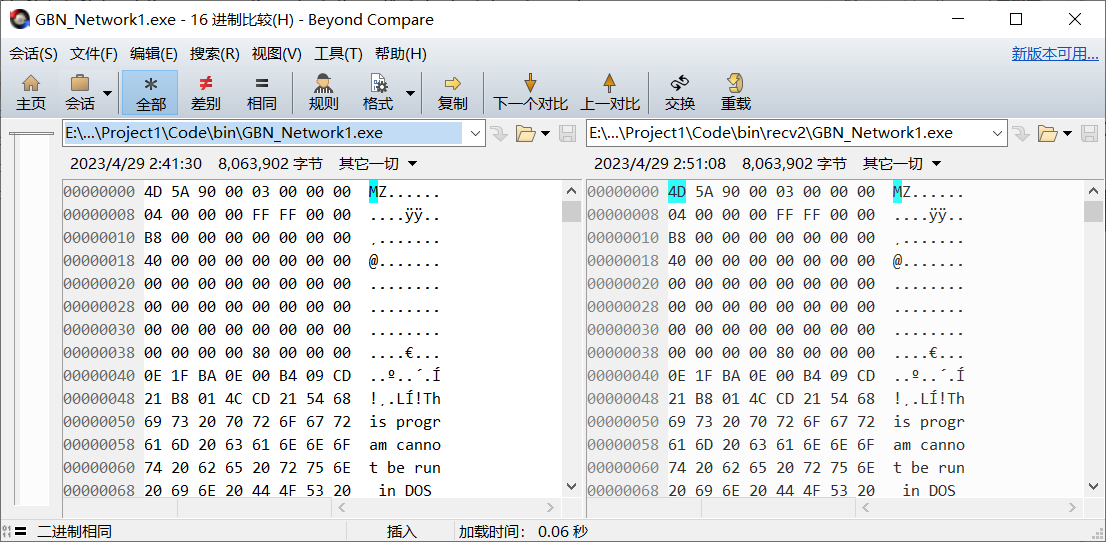 GBN_Network1.exe - 16 进制比较(H) - Beyond Compare
会话(S) 文件(F) 编辑(E) 搜索(R) 视图(V) 工具(T) 帮助(H) 新版本可用...
主页 会话 全部 差别 相同 规则 格式 复制 下一个对比 上一对比 交换 重载
E:\...\Project1\Code\bin\GBN_Network1.exe E:\...\Project1\Code\bin\recv2\GBN_Network1.exe
2023/4/29 2:41:30 8,063,902 字节 其它一切 2023/4/29 2:51:08 8,063,902 字节 其它一切
00000000 4D 5A 90 00 03 00 00 00 MZ...... 00000000 4D 5A 90 00 03 00 00 00 MZ......
00000008 04 00 00 00 FF FF 00 00 ....ÿÿ.. 00000008 04 00 00 00 FF FF 00 00 ....ÿÿ..
00000010 B8 00 00 00 00 00 00 00 ¸....... 00000010 B8 00 00 00 00 00 00 00 ¸.......
00000018 40 00 00 00 00 00 00 00 @....... 00000018 40 00 00 00 00 00 00 00 @.......
00000020 00 00 00 00 00 00 00 00 ........ 00000020 00 00 00 00 00 00 00 00 ........
00000028 00 00 00 00 00 00 00 00 ........ 00000028 00 00 00 00 00 00 00 00 ........
00000030 00 00 00 00 00 00 00 00 ........ 00000030 00 00 00 00 00 00 00 00 ........
00000038 00 00 00 00 80 00 00 00 ....€... 00000038 00 00 00 00 80 00 00 00 ....€...
00000040 0E 1F BA 0E 00 B4 09 CD ..º..´.Í 00000040 0E 1F BA 0E 00 B4 09 CD ..º..´.Í
00000048 21 B8 01 4C CD 21 54 68 !¸.LÍ!Th 00000048 21 B8 01 4C CD 21 54 68 !¸.LÍ!Th
00000050 69 73 20 70 72 6F 67 72 is progr 00000050 69 73 20 70 72 6F 67 72 is progr
00000058 61 6D 20 63 61 6E 6E 6F am canno 00000058 61 6D 20 63 61 6E 6E 6F am canno
00000060 74 20 62 65 20 72 75 6E t be run 00000060 74 20 62 65 20 72 75 6E t be run
00000068 20 69 6E 20 44 4F 53 20 in DOS 00000068 20 69 6E 20 44 4F 53 20 in DOS
二进制相同 插入 加载时间: 0.06 秒